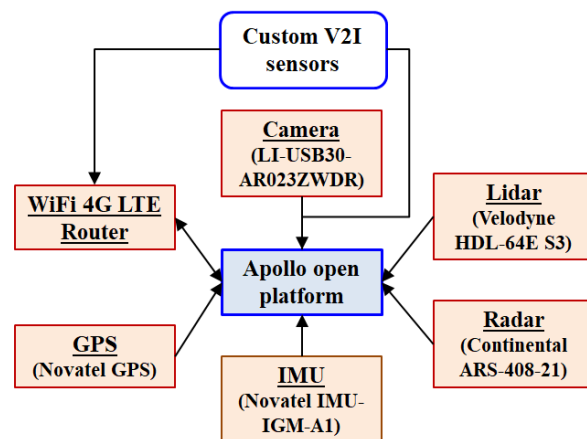 Custom V2I
sensors
Camera
(LI-USB30-
AR023ZWDR)
WiFi 4G LTE
Router
Lidar
(Velodyne
HDL-64E S3)
Apollo open
platform
GPS
(Novatel GPS)
IMU
(Novatel IMU-
IGM-A1)
Radar
(Continental
ARS-408-21)